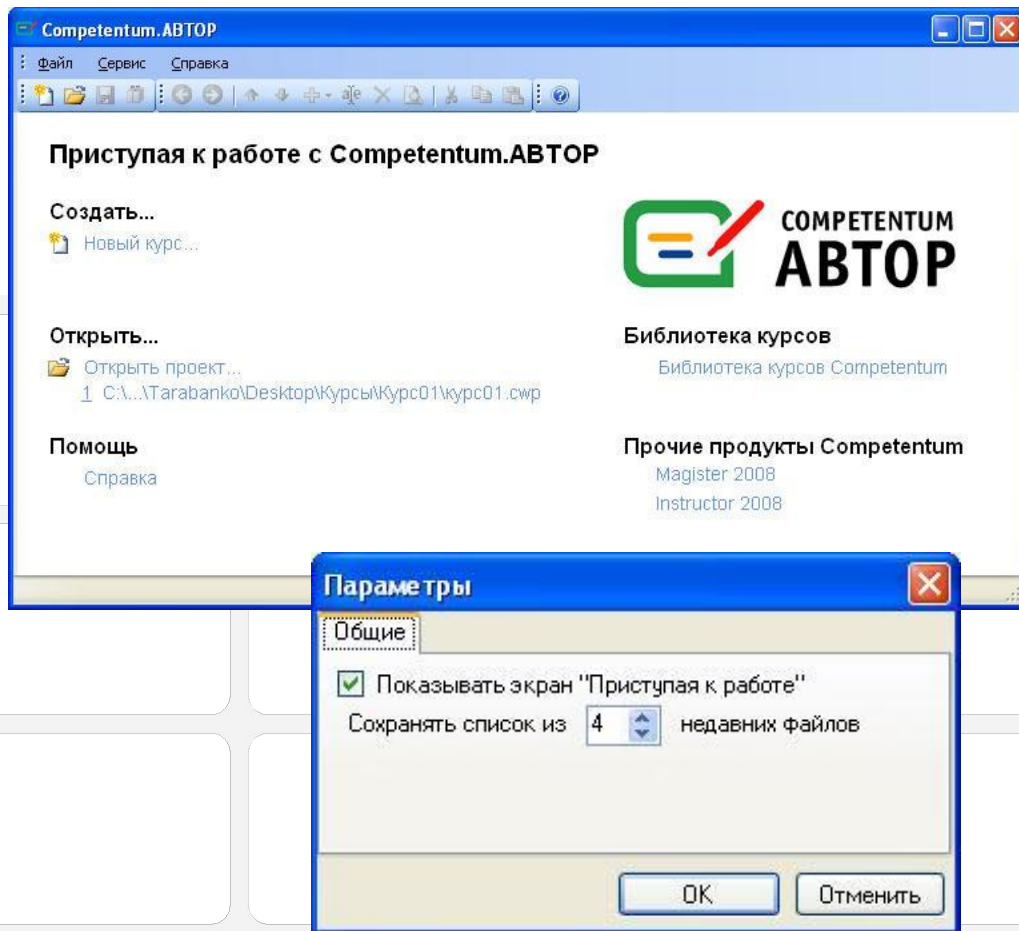 Competentum.АВТОР
Файл Сервис Справка
Приступая к работе с Competentum.АВТОР
Создать...
Новый курс...
COMPETENTUM
АВТОР
Открыть...
Открыть проект...
1 C:\...\Tarabanko\Desktop\Курсы\Курс01\курс01.cwp
Библиотека курсов
Библиотека курсов Competentum
Помощь
Справка
Прочие продукты Competentum
Magister 2008
Instructor 2008
Параметры
Общие
Показывать экран "Приступая к работе"
Сохранять список из 4 недавних файлов
OK Отменить